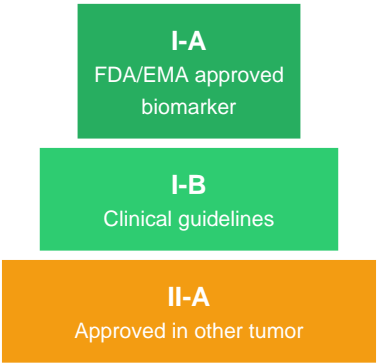 I-A
FDA/EMA approved
biomarker
I-B
Clinical guidelines
II-A
Approved in other tumor